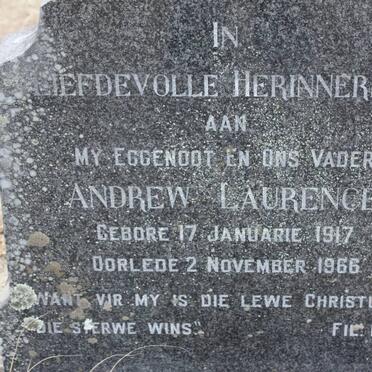 IN
LIEFDEVOLLE HERINNER
AAN
MY EGGENOOT EN ONS VADER
ANDREW LAURENCE
GEBORE 17 JANUARIE 1917
OORLEDE 2 NOVEMBER 1966
"WANT VIR MY IS DIE LEWE CHRIST
DIE STERWE WINS." FIL.